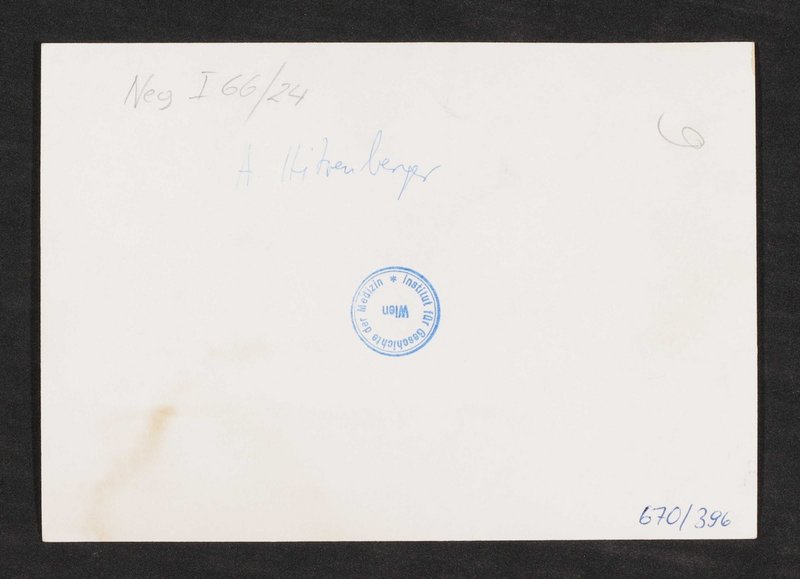 Neg I 66/24
6
A Hitzenberger
Institut für Geschichte der Medizin *
Wien
670/396